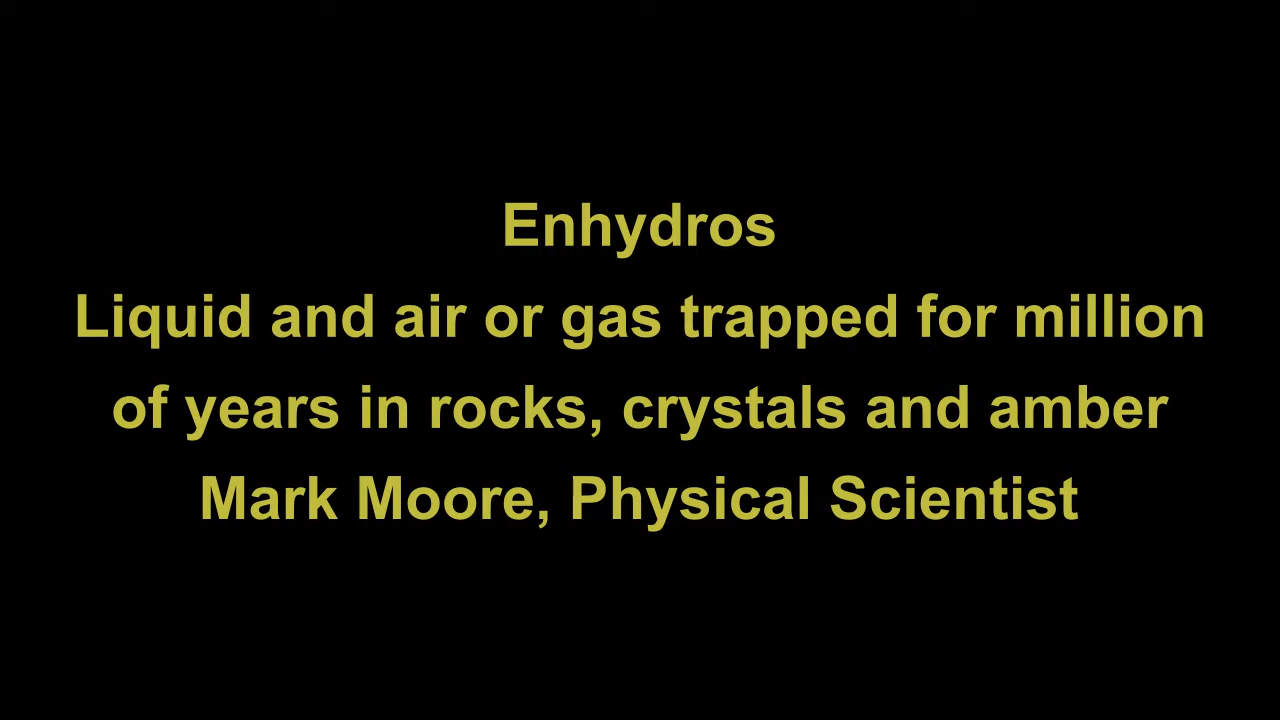 Enhydros
Liquid and air or gas trapped for million
of years in rocks, crystals and amber
Mark Moore, Physical Scientist